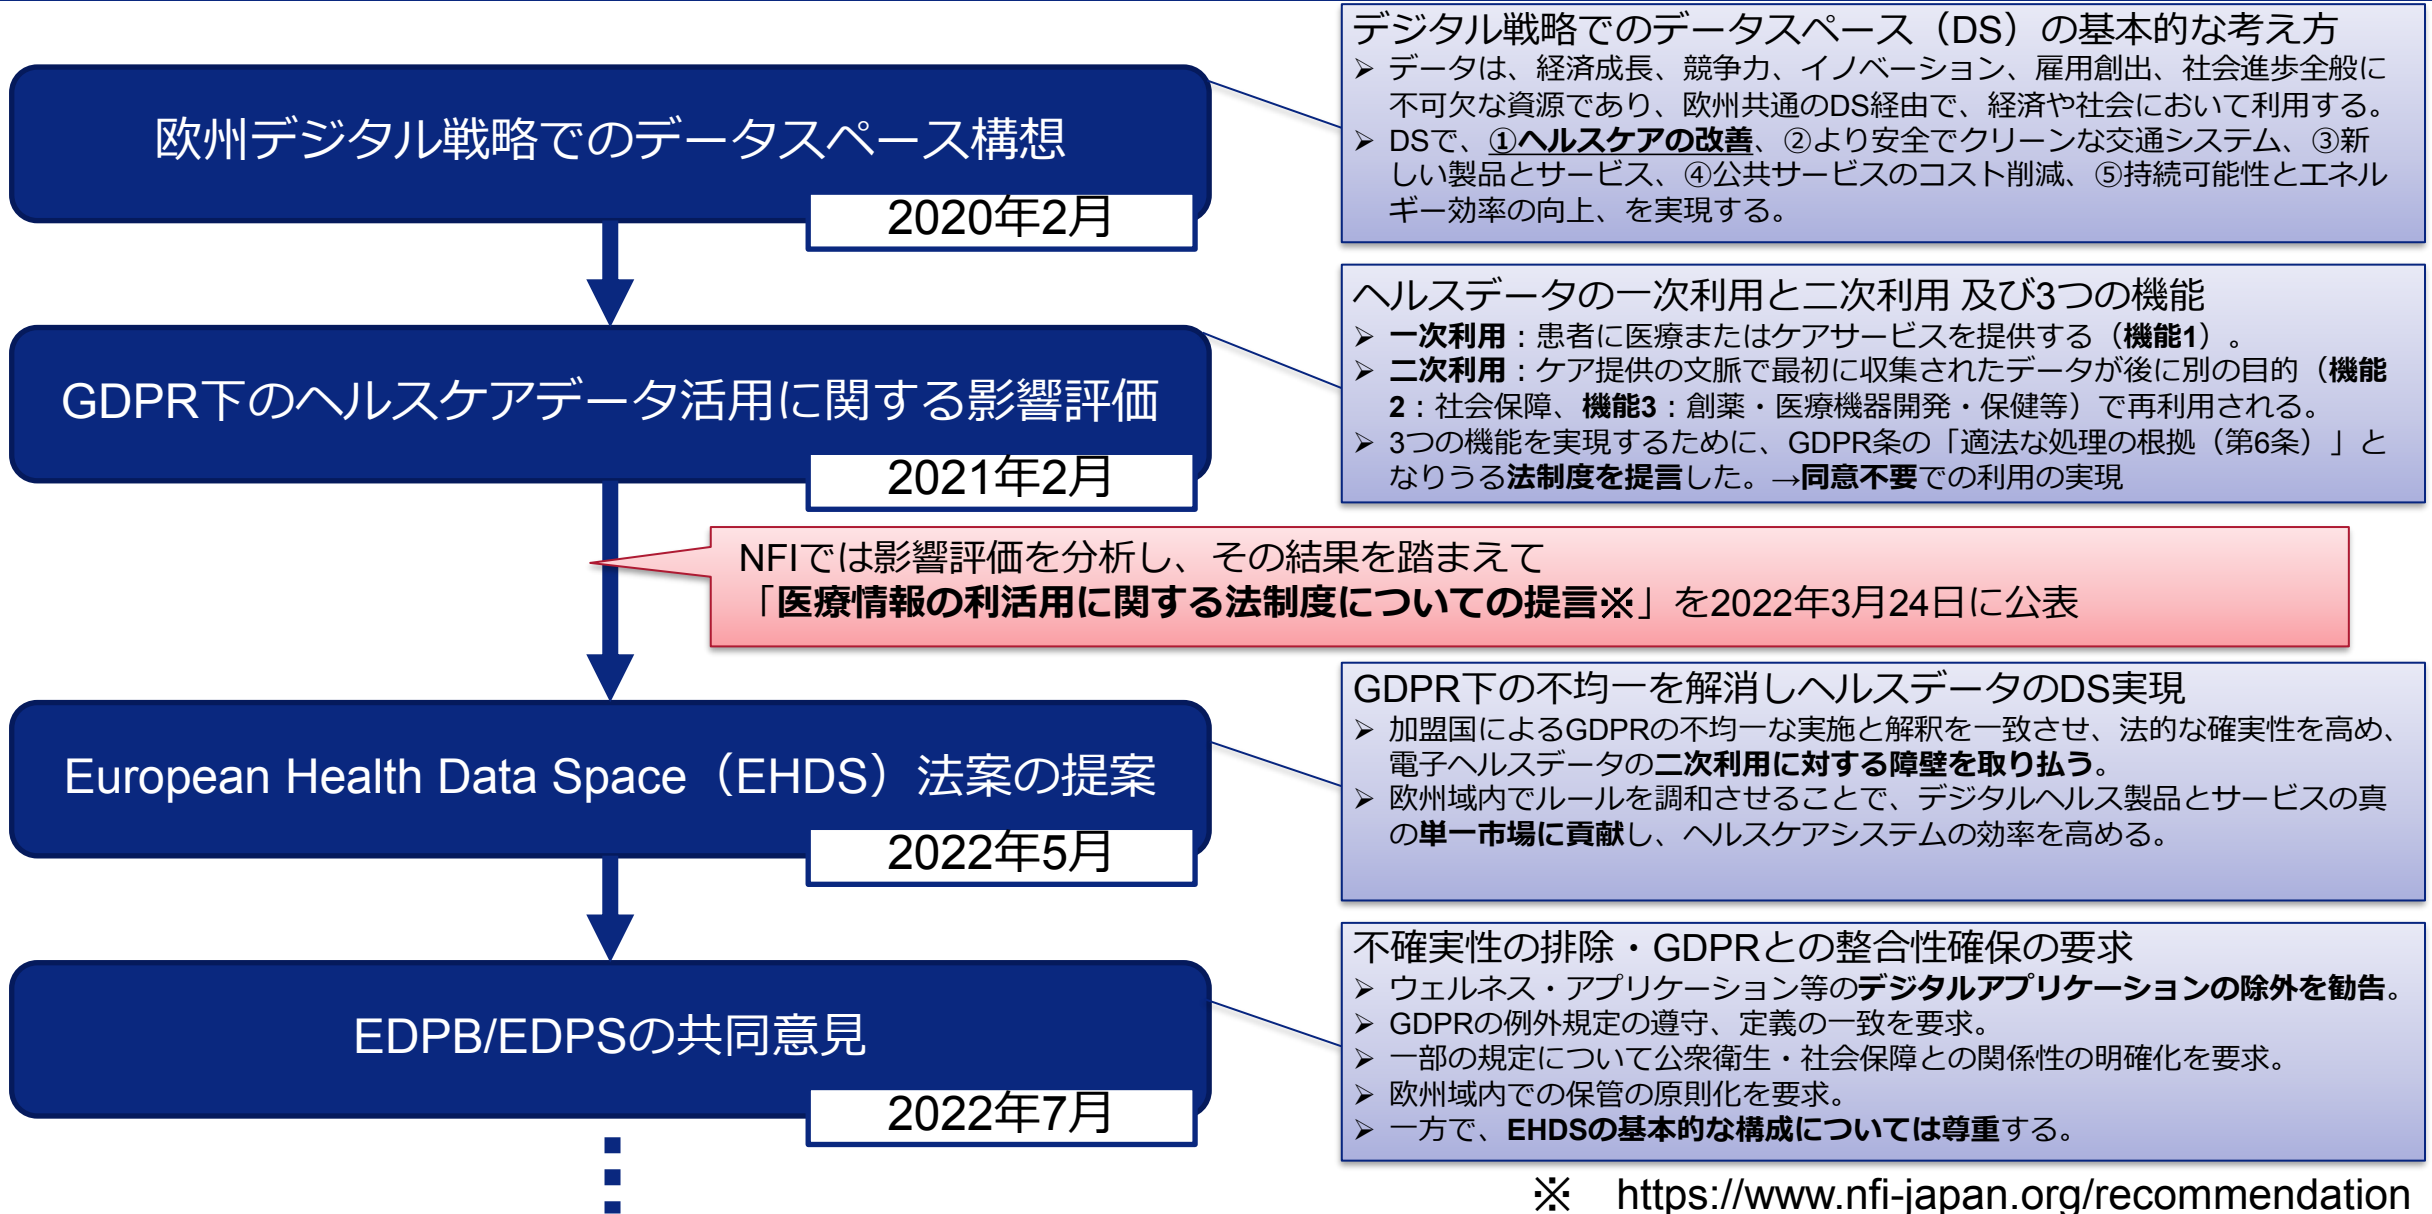 欧州デジタル戦略でのデータスペース構想
2020年2月
デジタル戦略でのデータスペース（DS）の基本的な考え方
➢ データは、経済成長、競争力、イノベーション、雇用創出、社会進歩全般に
不可欠な資源であり、欧州共通のDS経由で、経済や社会において利用する。
➢ DSで、①ヘルスケアの改善、②より安全でクリーンな交通システム、③新
しい製品とサービス、④公共サービスのコスト削減、⑤持続可能性とエネル
ギー効率の向上、を実現する。
GDPR下のヘルスケアデータ活用に関する影響評価
2021年2月
ヘルスデータの一次利用と二次利用 及び3つの機能
➢ 一次利用：患者に医療またはケアサービスを提供する（機能1）。
➢ 二次利用：ケア提供の文脈で最初に収集されたデータが後に別の目的（機能
2：社会保障、機能3：創薬・医療機器開発・保健等）で再利用される。
➢ 3つの機能を実現するために、GDPR条の「適法な処理の根拠（第6条）」と
なりうる法制度を提言した。→同意不要での利用の実現
NFIでは影響評価を分析し、その結果を踏まえて
「医療情報の利活用に関する法制度についての提言※」を2022年3月24日に公表
European Health Data Space（EHDS）法案の提案
2022年5月
GDPR下の不均一を解消しヘルスデータのDS実現
➢ 加盟国によるGDPRの不均一な実施と解釈を一致させ、法的な確実性を高め、
電子ヘルスデータの二次利用に対する障壁を取り払う。
➢ 欧州域内でルールを調和させることで、デジタルヘルス製品とサービスの真
の単一市場に貢献し、ヘルスケアシステムの効率を高める。
EDPB/EDPSの共同意見
2022年7月
不確実性の排除・GDPRとの整合性確保の要求
➢ ウェルネス・アプリケーション等のデジタルアプリケーションの除外を勧告。
➢ GDPRの例外規定の遵守、定義の一致を要求。
➢ 一部の規定について公衆衛生・社会保障との関係性の明確化を要求。
➢ 欧州域内での保管の原則化を要求。
➢ 一方で、EHDSの基本的な構成については尊重する。
※ https://www.nfi-japan.org/recommendation